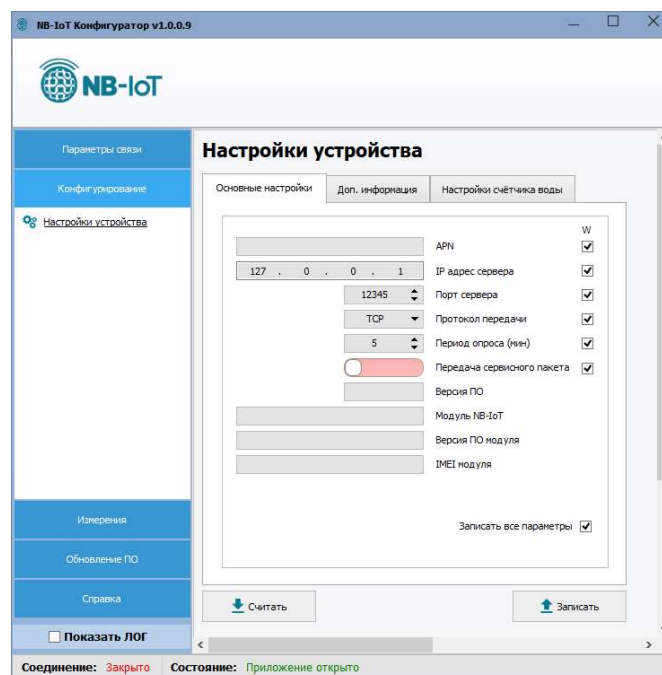 NB-IoT Конфигуратор v1.0.0.9
NB-IoT
Параметры связи
Конфигурирование
Настройки устройства
Измерения
Обновление ПО
Справка
Показать ЛОГ
Настройки устройства
Основные настройки
Доп. информация
Настройки счётчика воды
W
APN
127 . 0 . 0 . 1 IP адрес сервера
12345 Порт сервера
TCP Протокол передачи
5 Период опроса (мин)
Передача сервисного пакета
Версия ПО
Модуль NB-IoT
Версия ПО модуля
IMEI модуля
Записать все параметры
Считать
Записать
Соединение: Закрыто Состояние: Приложение открыто